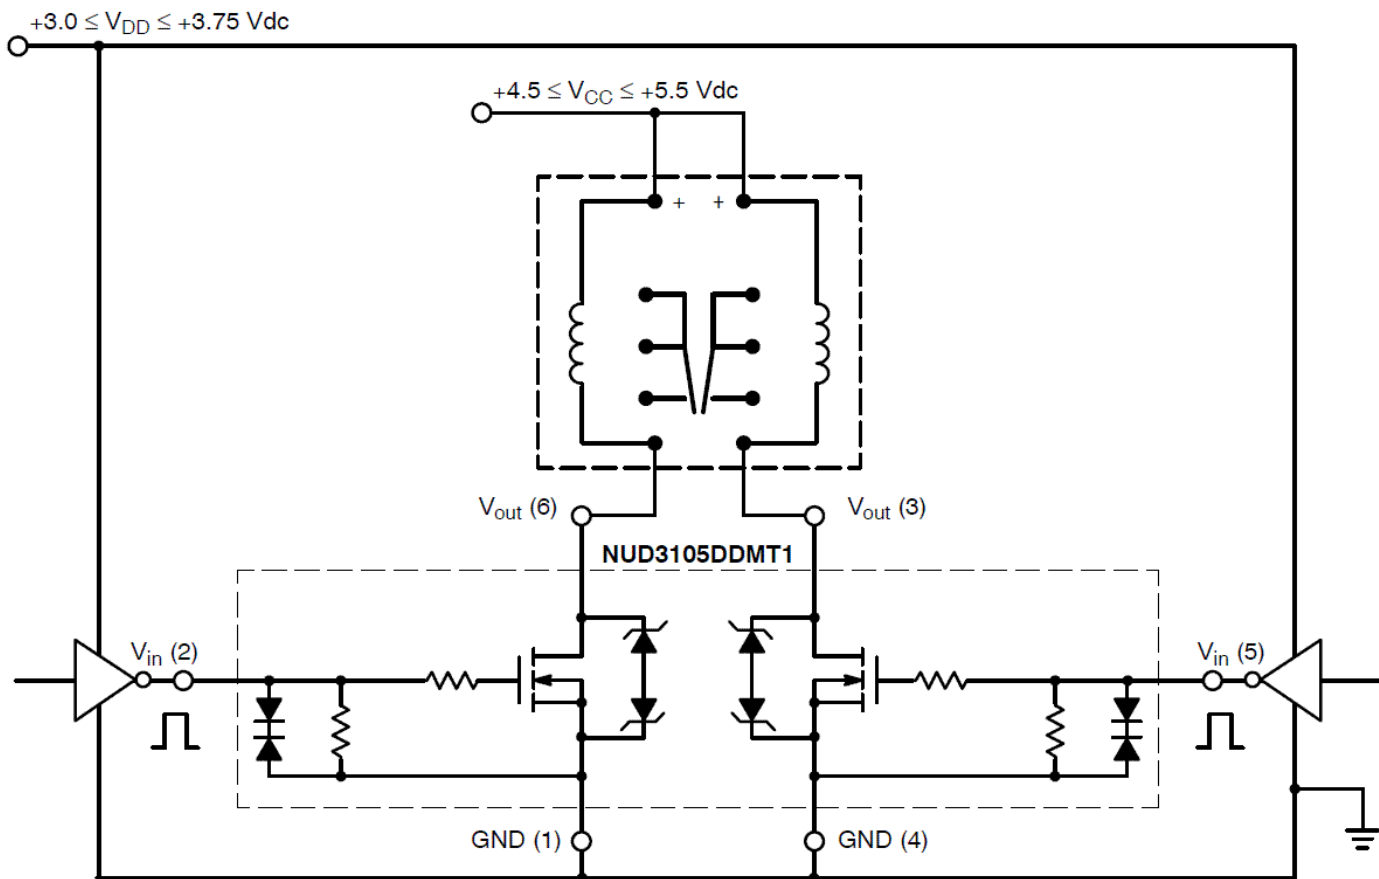 +3.0 ≤ VDD ≤ +3.75 Vdc
+4.5 ≤ VCC ≤ +5.5 Vdc
+ +
Vout (6)
Vout (3)
NUD3105DDMT1
Vin (2)
Vin (5)
GND (1)
GND (4)